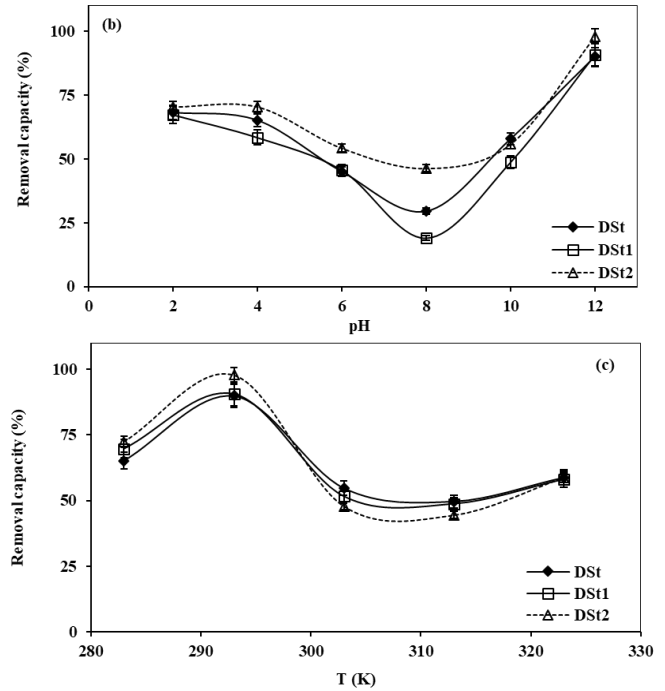 (b)
Removal capacity (%)
100
75
50
25
0
0 2 4 6 8 10 12
pH
DSt
DSt1
DSt2
(c)
Removal capacity (%)
100
75
50
25
0
280 290 300 310 320 330
T (K)
DSt
DSt1
DSt2